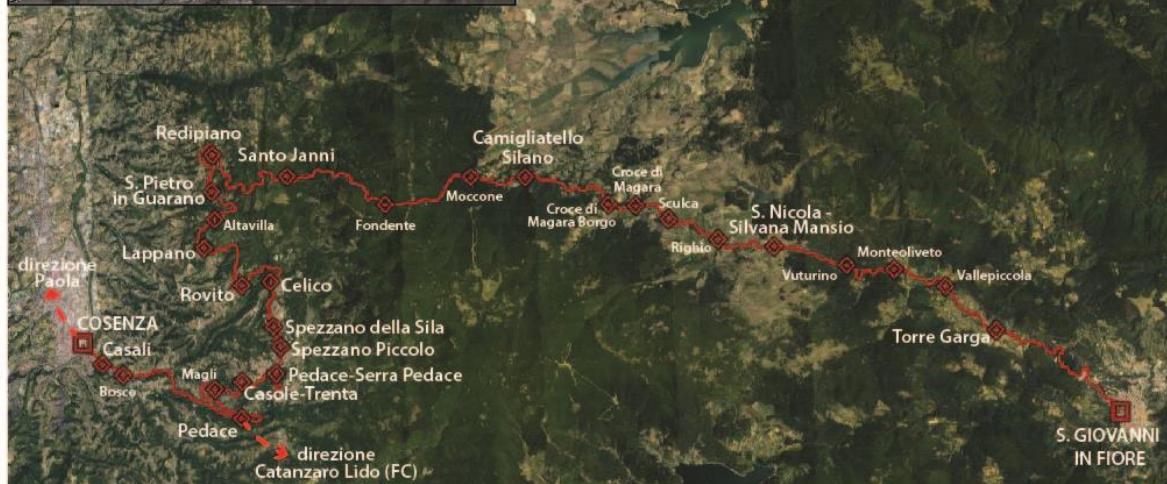 Redipiano
Santo Janni
Camigliatello
Silano
S. Pietro
in Guarano
Altavilla
Fondente
Moccone
Croce di
Magara
Croce di
Magara Borgo
Sculca
Righio
S. Nicola -
Silvana Mansio
Vuturino
Monteoliveto
Vallepiccola
Lappano
direzione
Paola
Rovito
Celico
COSENZA
Casali
Bosco
Spezzano della Sila
Spezzano Piccolo
Magli
Pedace-Serra Pedace
Casole-Trenta
Pedace
direzione
Catanzaro Lido (FC)
Torre Garga
S. GIOVANNI
IN FIORE